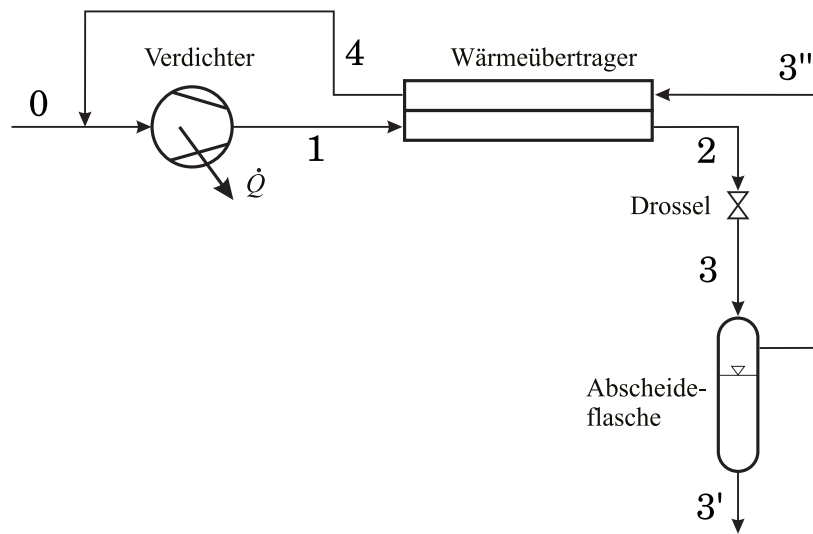 Verdichter
4
Wärmeübertrager
3"
0
1
2
Q̇
Drossel
3
Abscheide-
flasche
3'